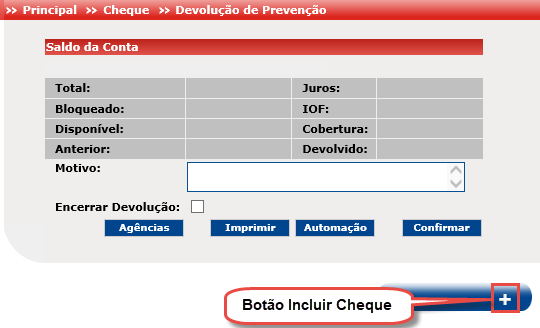 >> Principal >> Cheque >> Devolução de Prevenção
Saldo da Conta
Total: Juros:
Bloqueado: IOF:
Disponível: Cobertura:
Anterior: Devolvido:
Motivo:
Encerrar Devolução:
Agências Imprimir Automação Confirmar
Botão Incluir Cheque +